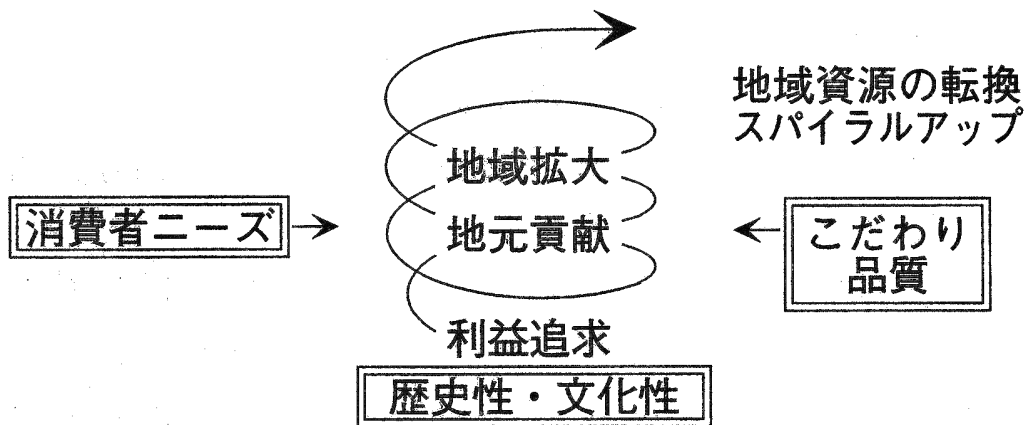 地域資源の転換
スパイラルアップ
地域拡大
消費者ニーズ
地元貢献
こだわり
品質
利益追求
歴史性・文化性